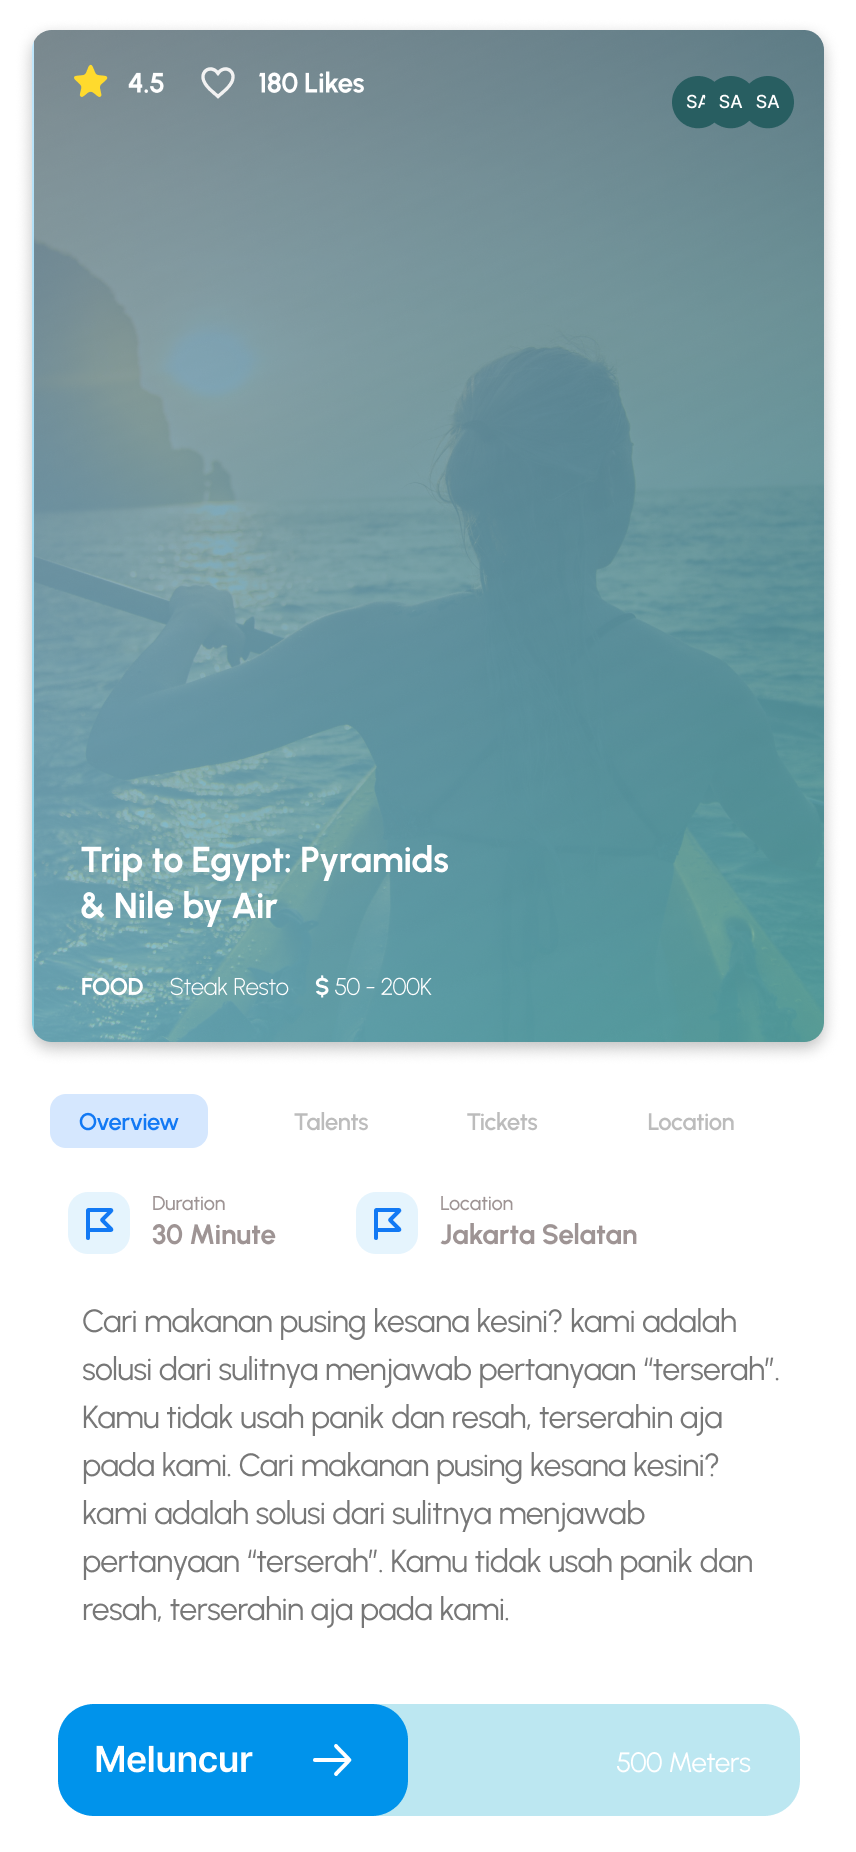 4.5 180 Likes
SA SA SA
Trip to Egypt: Pyramids
& Nile by Air
FOOD Steak Resto $ 50 - 200K
Overview Talents Tickets Location
Duration
30 Minute
Location
Jakarta Selatan
Cari makanan pusing kesana kesini? kami adalah
solusi dari sulitnya menjawab pertanyaan “terserah”.
Kamu tidak usah panik dan resah, terserahin aja
pada kami. Cari makanan pusing kesana kesini?
kami adalah solusi dari sulitnya menjawab
pertanyaan “terserah”. Kamu tidak usah panik dan
resah, terserahin aja pada kami.
Meluncur 500 Meters